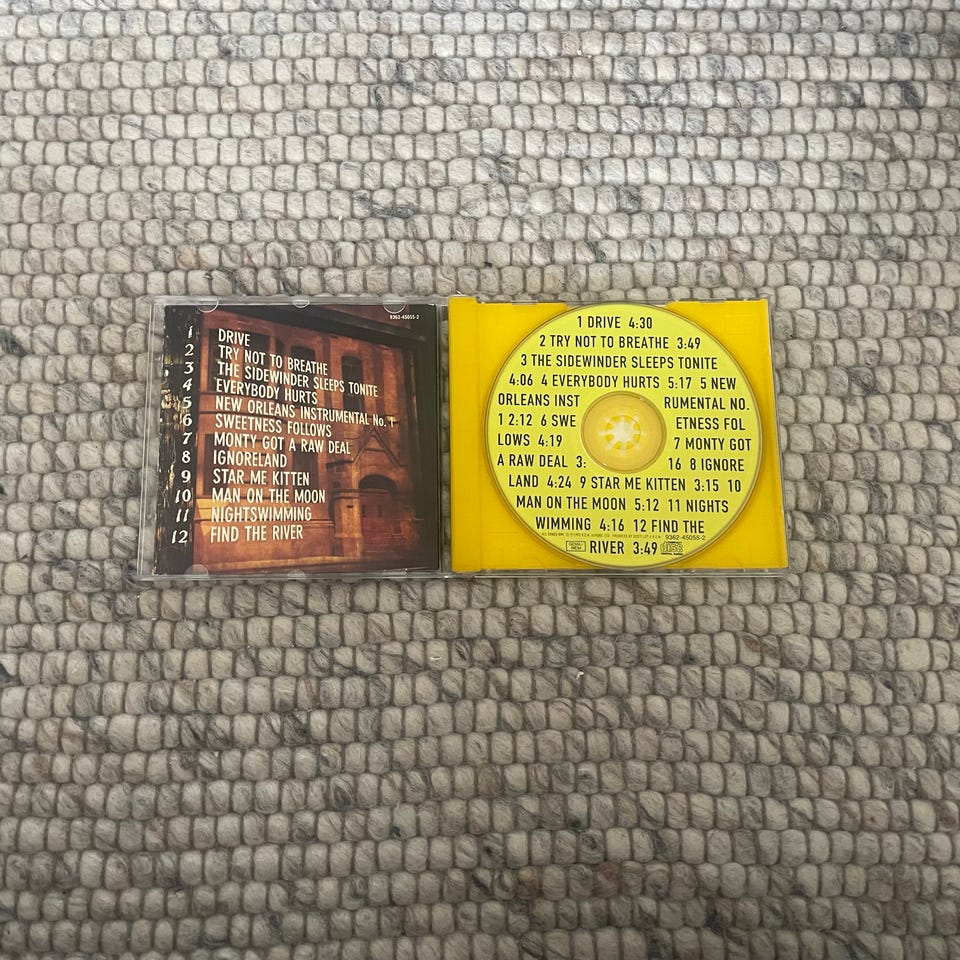 9362-45055-2
1 DRIVE
2 TRY NOT TO BREATHE
3 THE SIDEWINDER SLEEPS TONITE
4 EVERYBODY HURTS
5 NEW ORLEANS INSTRUMENTAL No. 1
6 SWEETNESS FOLLOWS
7 MONTY GOT A RAW DEAL
8 IGNORELAND
9 STAR ME KITTEN
10 MAN ON THE MOON
11 NIGHTSWIMMING
12 FIND THE RIVER
1 DRIVE 4:30
2 TRY NOT TO BREATHE 3:49
3 THE SIDEWINDER SLEEPS TONITE
4:06 4 EVERYBODY HURTS 5:17 5 NEW
ORLEANS INST RUMENTAL NO.
1 2:12 6 SWE ETNESS FOL
LOWS 4:19 7 MONTY GOT
A RAW DEAL 3: 16 8 IGNORE
LAND 4:24 9 STAR ME KITTEN 3:15 10
MAN ON THE MOON 5:12 11 NIGHTS
WIMMING 4:16 12 FIND THE
9362-45055-2
RIVER 3:49